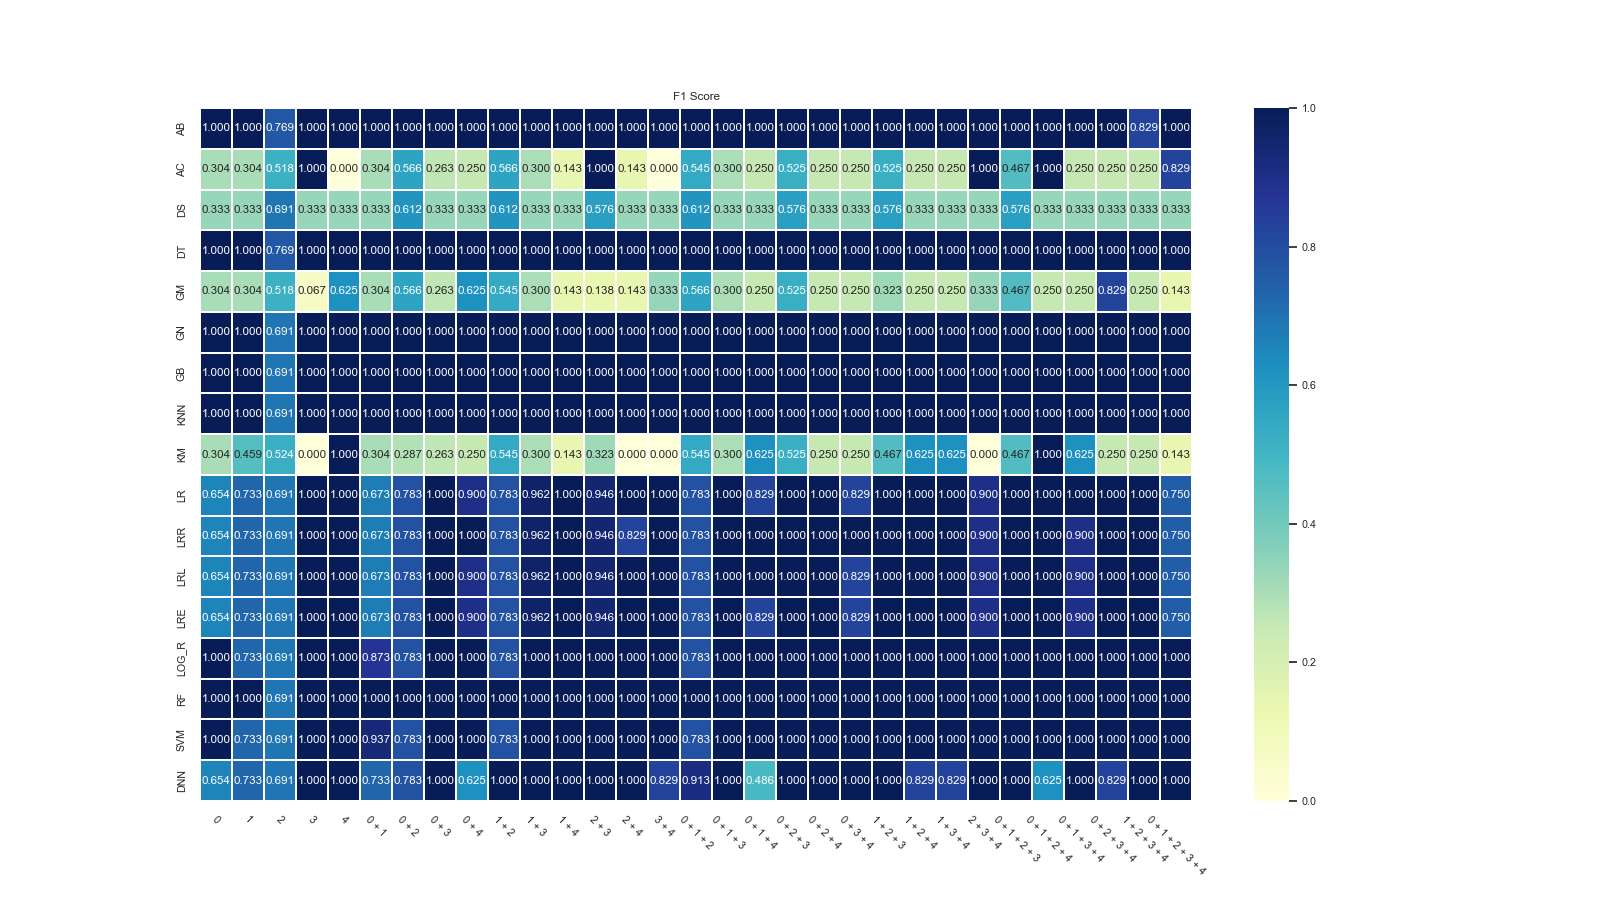 F1 Score
AB 1.000 1.000 0.769 1.000 1.000 1.000 1.000 1.000 1.000 1.000 1.000 1.000 1.000 1.000 1.000 1.000 1.000 1.000 1.000 1.000 1.000 1.000 1.000 1.000 1.000 1.000 1.000 1.000 1.000 0.829 1.000
AC 0.304 0.304 0.518 1.000 0.000 0.304 0.566 0.263 0.250 0.566 0.300 0.143 1.000 0.143 0.000 0.545 0.300 0.250 0.525 0.250 0.250 0.525 0.250 0.250 1.000 0.467 1.000 0.250 0.250 0.250 0.829
DS 0.333 0.333 0.691 0.333 0.333 0.333 0.612 0.333 0.333 0.612 0.333 0.333 0.576 0.333 0.333 0.612 0.333 0.333 0.576 0.333 0.333 0.576 0.333 0.333 0.333 0.576 0.333 0.333 0.333 0.333 0.333
DT 1.000 1.000 0.769 1.000 1.000 1.000 1.000 1.000 1.000 1.000 1.000 1.000 1.000 1.000 1.000 1.000 1.000 1.000 1.000 1.000 1.000 1.000 1.000 1.000 1.000 1.000 1.000 1.000 1.000 1.000 1.000
GM 0.304 0.304 0.518 0.067 0.625 0.304 0.566 0.263 0.625 0.545 0.300 0.143 0.138 0.143 0.333 0.566 0.300 0.250 0.525 0.250 0.250 0.323 0.250 0.250 0.333 0.467 0.250 0.250 0.829 0.250 0.143
GN 1.000 1.000 0.691 1.000 1.000 1.000 1.000 1.000 1.000 1.000 1.000 1.000 1.000 1.000 1.000 1.000 1.000 1.000 1.000 1.000 1.000 1.000 1.000 1.000 1.000 1.000 1.000 1.000 1.000 1.000 1.000
GB 1.000 1.000 0.691 1.000 1.000 1.000 1.000 1.000 1.000 1.000 1.000 1.000 1.000 1.000 1.000 1.000 1.000 1.000 1.000 1.000 1.000 1.000 1.000 1.000 1.000 1.000 1.000 1.000 1.000 1.000 1.000
KNN 1.000 1.000 0.691 1.000 1.000 1.000 1.000 1.000 1.000 1.000 1.000 1.000 1.000 1.000 1.000 1.000 1.000 1.000 1.000 1.000 1.000 1.000 1.000 1.000 1.000 1.000 1.000 1.000 1.000 1.000 1.000
KM 0.304 0.459 0.524 0.000 1.000 0.304 0.287 0.263 0.250 0.545 0.300 0.143 0.323 0.000 0.000 0.545 0.300 0.625 0.525 0.250 0.250 0.467 0.625 0.625 0.000 0.467 1.000 0.625 0.250 0.250 0.143
LR 0.654 0.733 0.691 1.000 1.000 0.673 0.783 1.000 0.900 0.783 0.962 1.000 0.946 1.000 1.000 0.783 1.000 0.829 1.000 1.000 0.829 1.000 1.000 1.000 0.900 1.000 1.000 1.000 1.000 1.000 0.750
LRR 0.654 0.733 0.691 1.000 1.000 0.673 0.783 1.000 1.000 0.783 0.962 1.000 0.946 0.829 1.000 0.783 1.000 1.000 1.000 1.000 1.000 1.000 1.000 1.000 0.900 1.000 1.000 0.900 1.000 1.000 0.750
LRL 0.654 0.733 0.691 1.000 1.000 0.673 0.783 1.000 0.900 0.783 0.962 1.000 0.946 1.000 1.000 0.783 1.000 1.000 1.000 1.000 0.829 1.000 1.000 1.000 0.900 1.000 1.000 0.900 1.000 1.000 0.750
LRE 0.654 0.733 0.691 1.000 1.000 0.673 0.783 1.000 0.900 0.783 0.962 1.000 0.946 1.000 1.000 0.783 1.000 0.829 1.000 1.000 0.829 1.000 1.000 1.000 0.900 1.000 1.000 0.900 1.000 1.000 0.750
LOG_R 1.000 0.733 0.691 1.000 1.000 0.873 0.783 1.000 1.000 0.783 1.000 1.000 1.000 1.000 1.000 0.783 1.000 1.000 1.000 1.000 1.000 1.000 1.000 1.000 1.000 1.000 1.000 1.000 1.000 1.000 1.000
RF 1.000 1.000 0.691 1.000 1.000 1.000 1.000 1.000 1.000 1.000 1.000 1.000 1.000 1.000 1.000 1.000 1.000 1.000 1.000 1.000 1.000 1.000 1.000 1.000 1.000 1.000 1.000 1.000 1.000 1.000 1.000
SVM 1.000 0.733 0.691 1.000 1.000 0.937 0.783 1.000 1.000 0.783 1.000 1.000 1.000 1.000 1.000 0.783 1.000 1.000 1.000 1.000 1.000 1.000 1.000 1.000 1.000 1.000 1.000 1.000 1.000 1.000 1.000
DNN 0.654 0.733 0.691 1.000 1.000 0.733 0.783 1.000 0.625 1.000 1.000 1.000 1.000 1.000 0.829 0.913 1.000 0.486 1.000 1.000 1.000 1.000 0.829 0.829 1.000 1.000 0.625 1.000 0.829 1.000 1.000
0
1
2
3
4
0 + 1
0 + 2
0 + 3
0 + 4
1 + 2
1 + 3
1 + 4
2 + 3
2 + 4
3 + 4
0 + 1 + 2
0 + 1 + 3
0 + 1 + 4
0 + 2 + 3
0 + 2 + 4
0 + 3 + 4
1 + 2 + 3
1 + 2 + 4
1 + 3 + 4
2 + 3 + 4
0 + 1 + 2 + 3
0 + 1 + 2 + 4
0 + 1 + 3 + 4
0 + 2 + 3 + 4
1 + 2 + 3 + 4
0 + 1 + 2 + 3 + 4
1.0
0.8
0.6
0.4
0.2
0.0